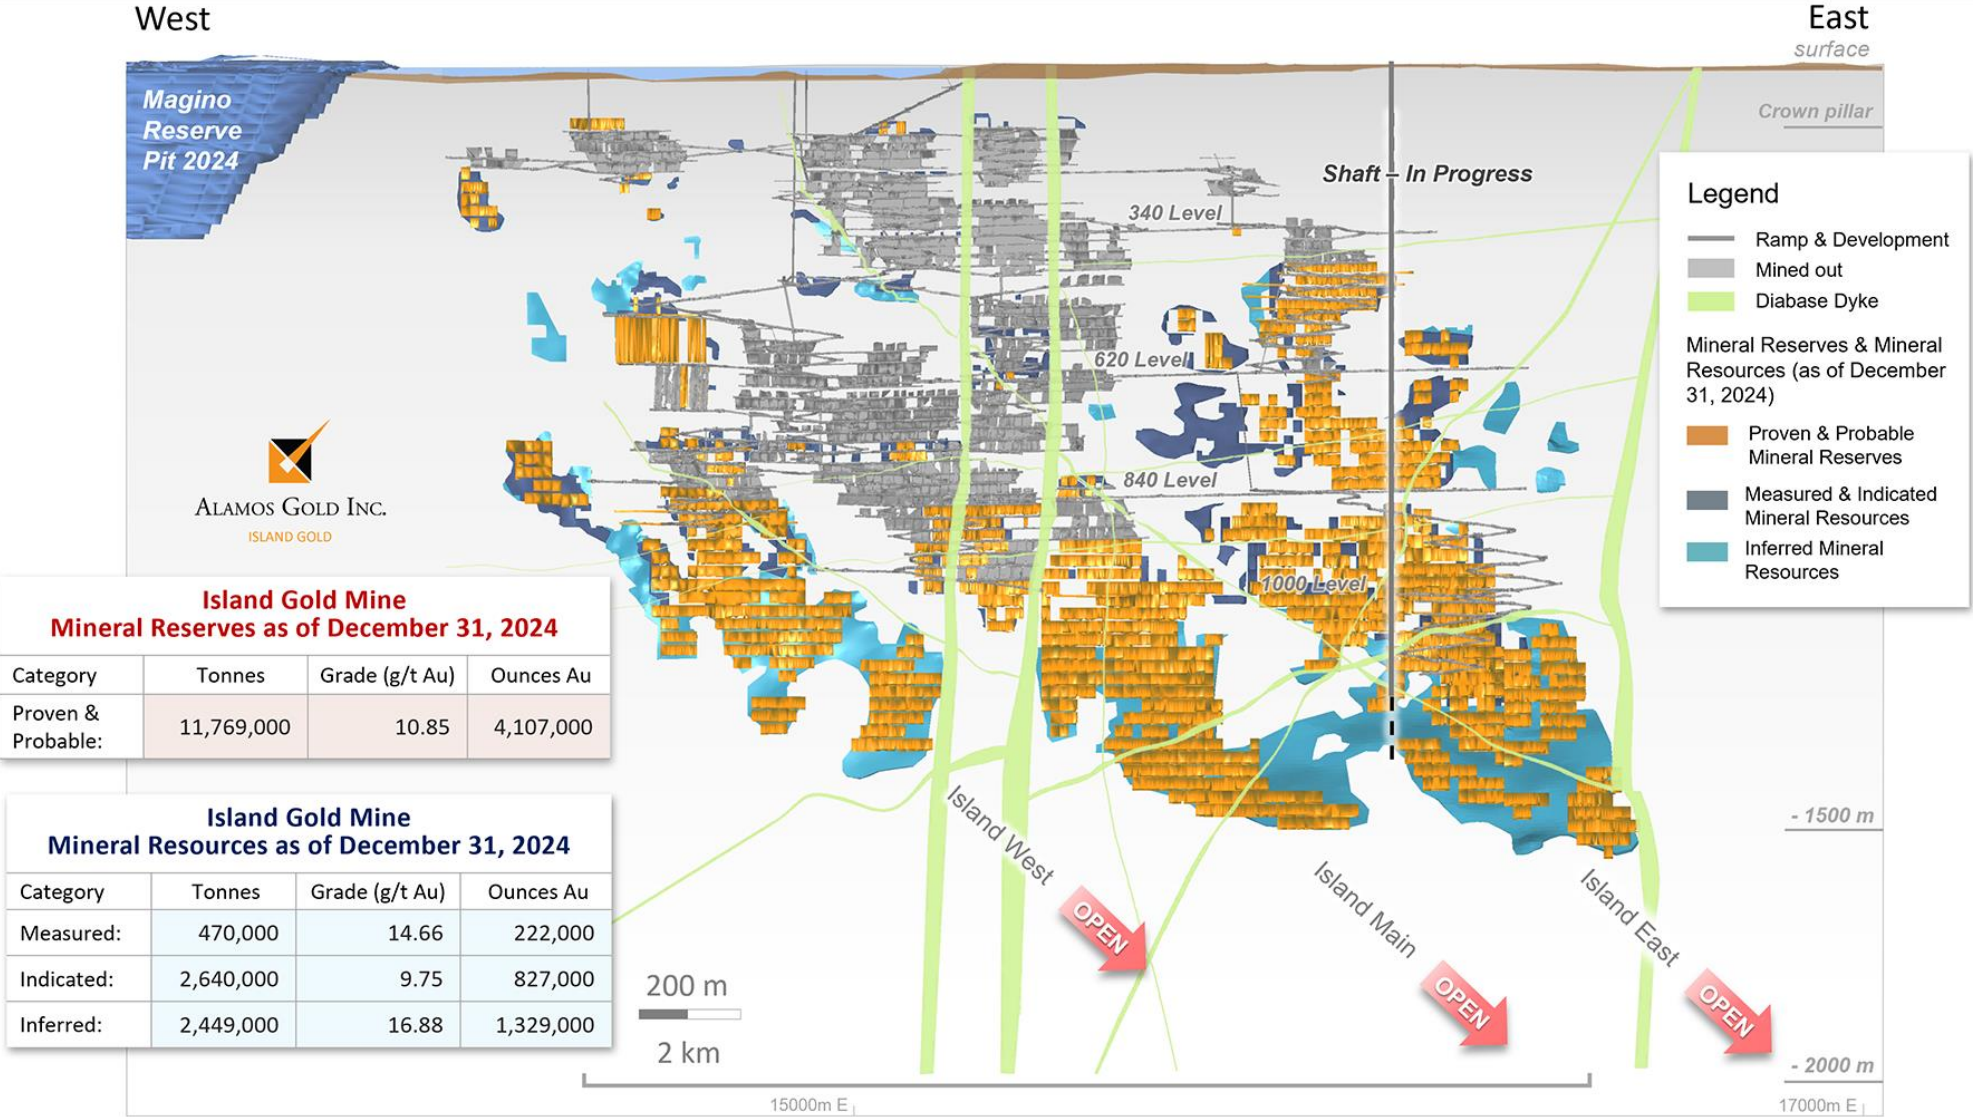 West
East
surface
Magino
Reserve
Pit 2024
Crown pillar
Shaft – In Progress
340 Level
620 Level
840 Level
1000 Level
Legend
Ramp & Development
Mined out
Diabase Dyke
Mineral Reserves & Mineral
Resources (as of December
31, 2024)
Proven & Probable
Mineral Reserves
Measured & Indicated
Mineral Resources
Inferred Mineral
Resources
ALAMOS GOLD INC.
ISLAND GOLD
Island Gold Mine
Mineral Reserves as of December 31, 2024
Category Tonnes Grade (g/t Au) Ounces Au
Proven &
Probable: 11,769,000 10.85 4,107,000
Island Gold Mine
Mineral Resources as of December 31, 2024
Category Tonnes Grade (g/t Au) Ounces Au
Measured: 470,000 14.66 222,000
Indicated: 2,640,000 9.75 827,000
Inferred: 2,449,000 16.88 1,329,000
Island West
OPEN
Island Main
OPEN
Island East
OPEN
- 1500 m
- 2000 m
200 m
2 km
15000m E
17000m E